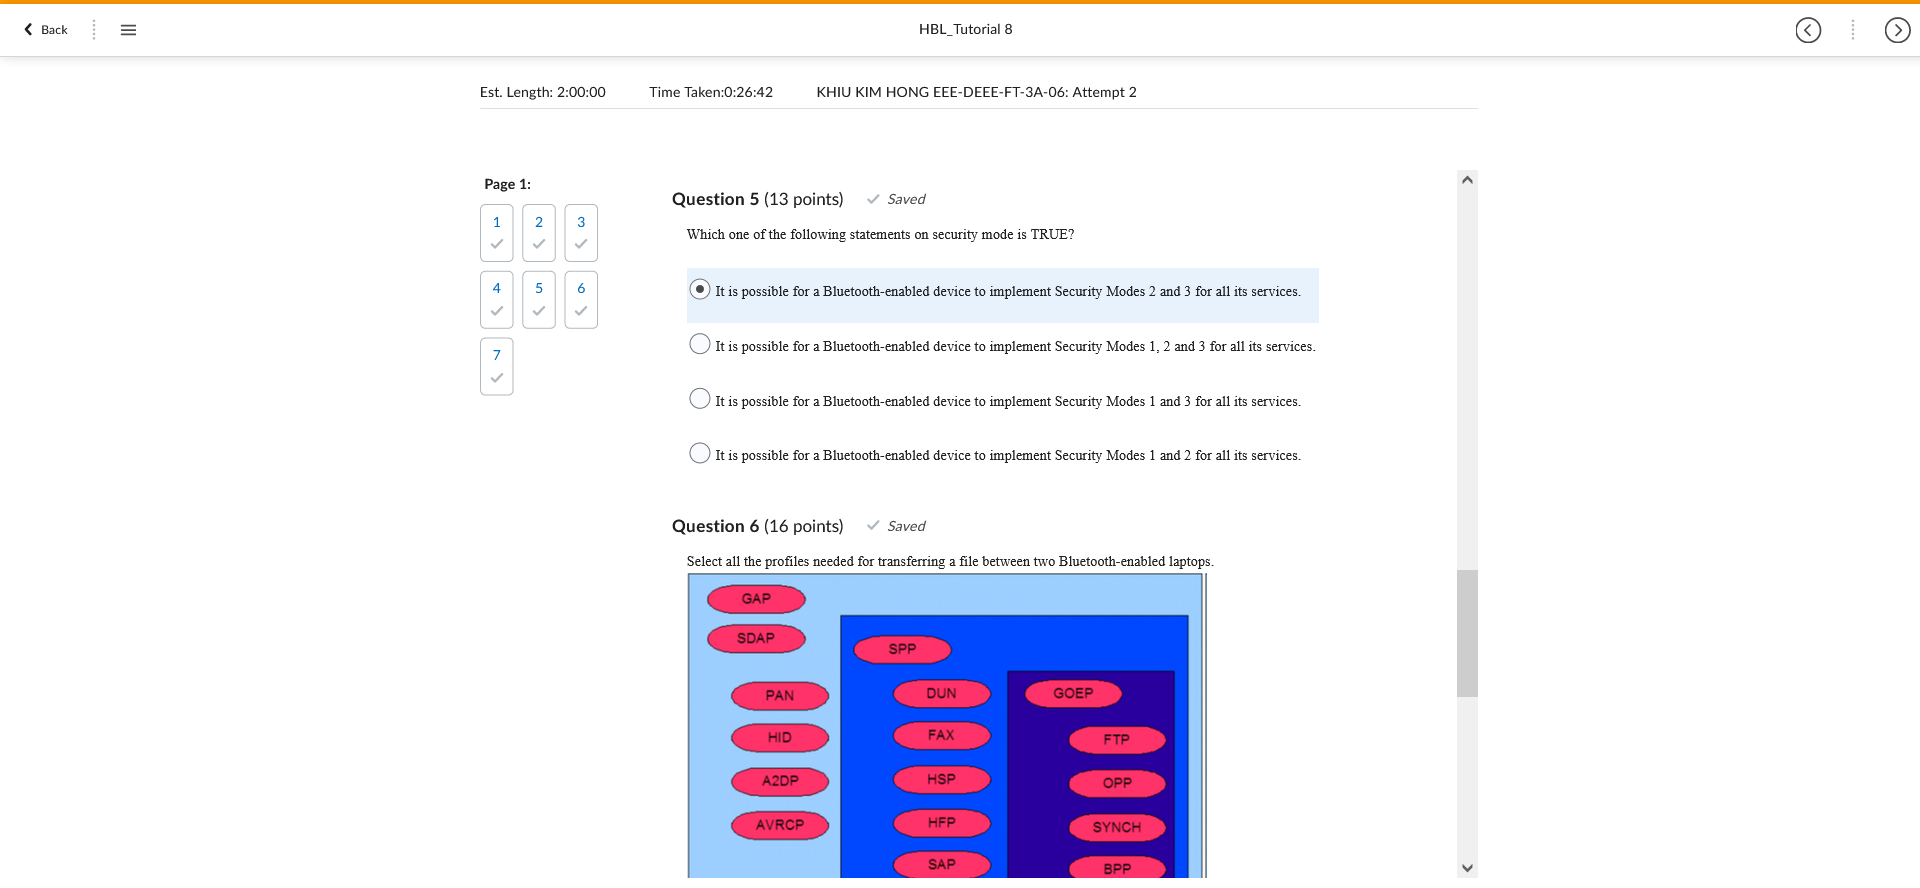 Back
HBL_Tutorial 8
Est. Length: 2:00:00 Time Taken:0:26:42 KHIU KIM HONG EEE-DEEE-FT-3A-06: Attempt 2
Page 1:
1 2 3
4 5 6
7
Question 5 (13 points) Saved
Which one of the following statements on security mode is TRUE?
It is possible for a Bluetooth-enabled device to implement Security Modes 2 and 3 for all its services.
It is possible for a Bluetooth-enabled device to implement Security Modes 1, 2 and 3 for all its services.
It is possible for a Bluetooth-enabled device to implement Security Modes 1 and 3 for all its services.
It is possible for a Bluetooth-enabled device to implement Security Modes 1 and 2 for all its services.
Question 6 (16 points) Saved
Select all the profiles needed for transferring a file between two Bluetooth-enabled laptops.
GAP
SDAP
PAN
HID
A2DP
AVRCP
SPP
DUN
FAX
HSP
HFP
SAP
GOEP
FTP
OPP
SYNCH
BPP